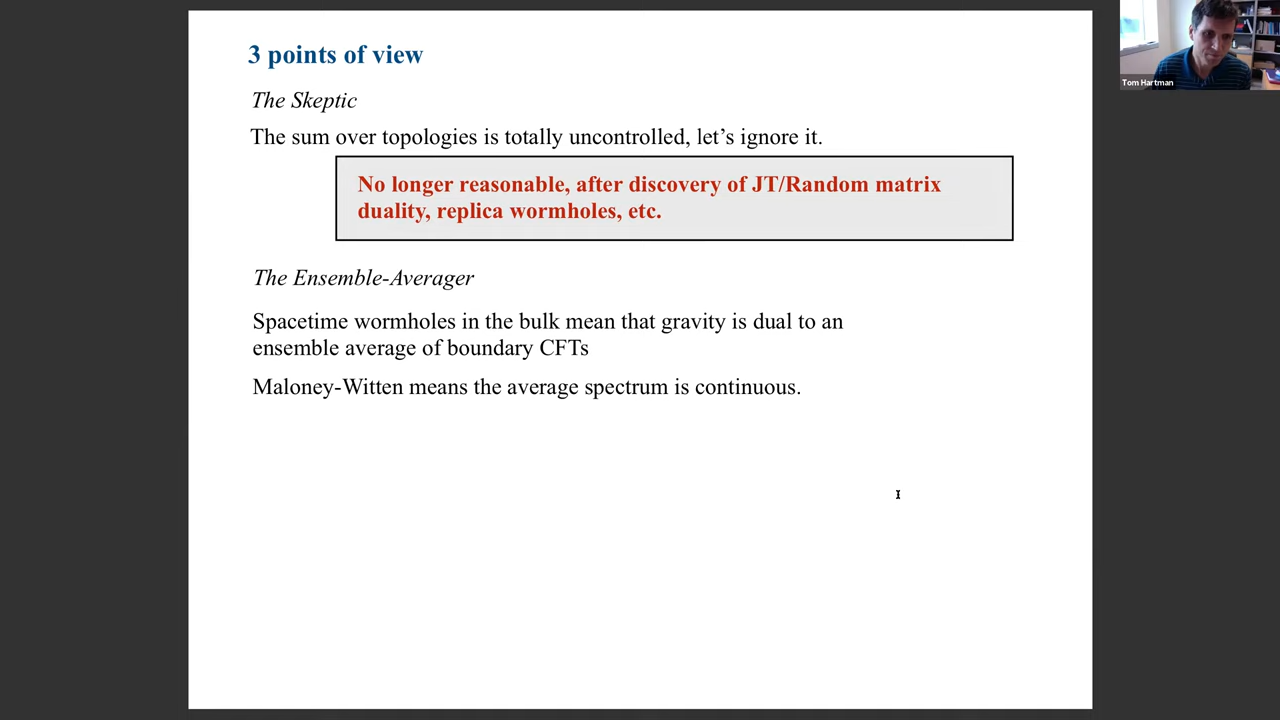 3 points of view
The Skeptic
The sum over topologies is totally uncontrolled, let’s ignore it.
No longer reasonable, after discovery of JT/Random matrix
duality, replica wormholes, etc.
The Ensemble-Averager
Spacetime wormholes in the bulk mean that gravity is dual to an
ensemble average of boundary CFTs
Maloney-Witten means the average spectrum is continuous.
Tom Hartman